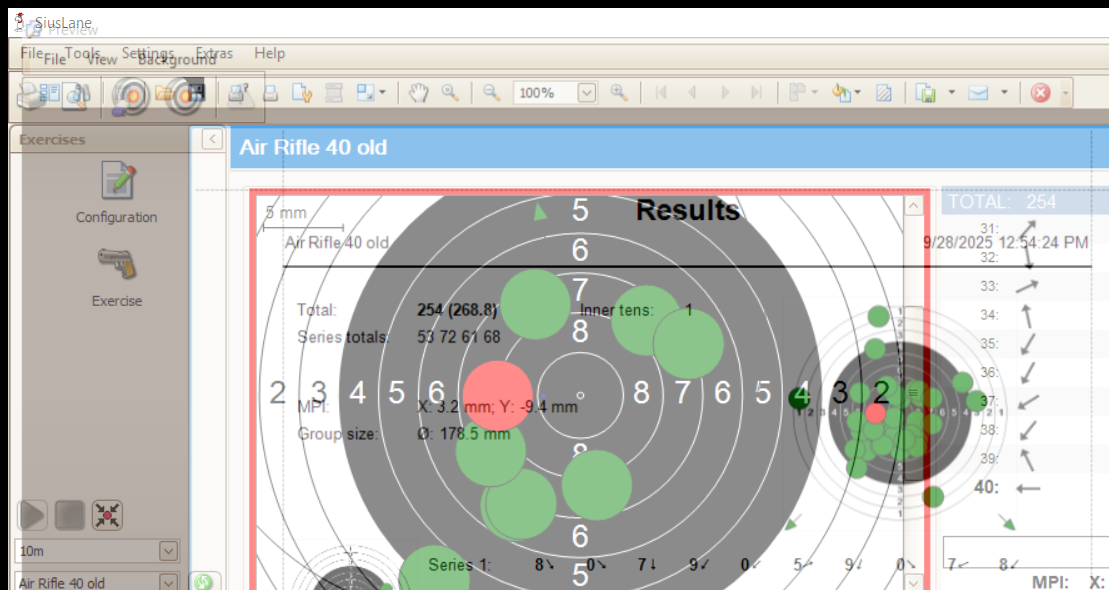 SiusLane
Preview
File Tools Settings Extras Help
File View Background
100%
Exercises
Air Rifle 40 old
Configuration
Exercise
10m
Air Rifle 40 old
5 mm
Results
Air Rifle 40 old
9/28/2025 12:54:24 PM
TOTAL: 254
Total: 254 (268.8) Inner tens: 1
Series totals: 53 72 61 68
MPI: X: 3.2 mm; Y: -9.4 mm
Group size: Ø: 178.5 mm
5
6
7
8
2 3 4 5 6 8 7 6 5 4 3 2
8
6
5
31:
32:
33:
34:
35:
36:
37:
38:
39:
40:
Series 1: 8↘ 0↘ 7↓ 9↙ 0↙ 5↗ 9↓ 0↘ 7↙ 8↙
MPI: X: